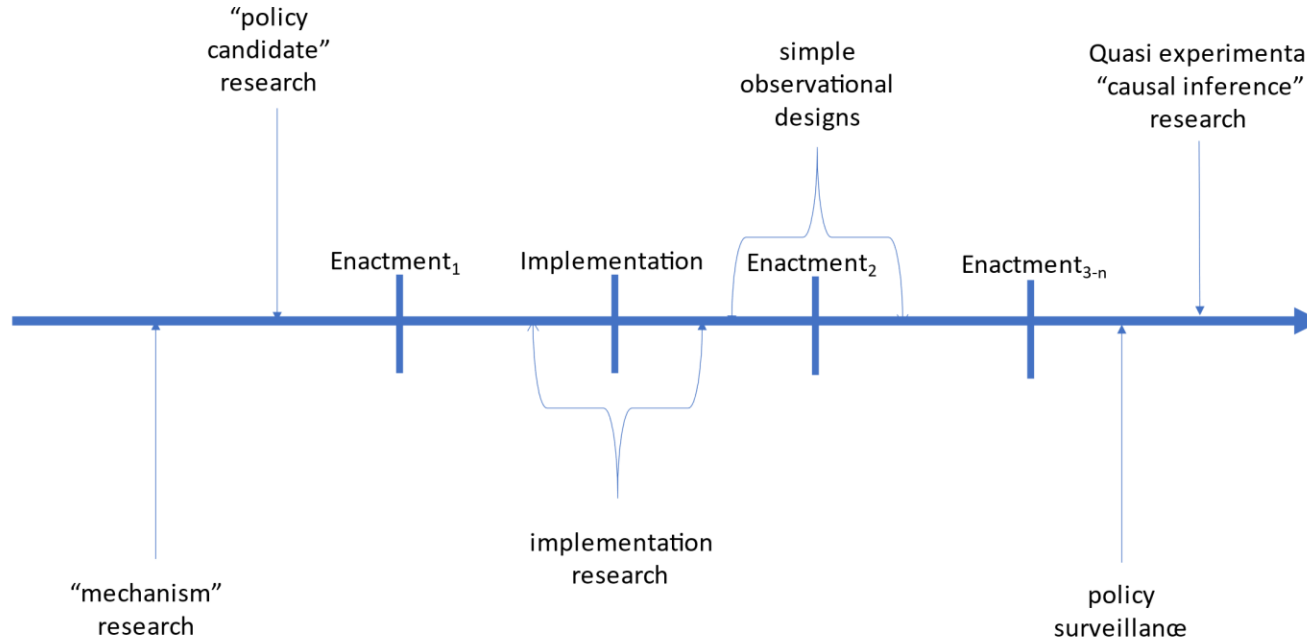 “policy
candidate”
research
simple
observational
designs
Quasi experimenta
“causal inference”
research
Enactment₁
Implementation
Enactment₂
Enactment₃₋ₙ
“mechanism”
research
implementation
research
policy
surveillance